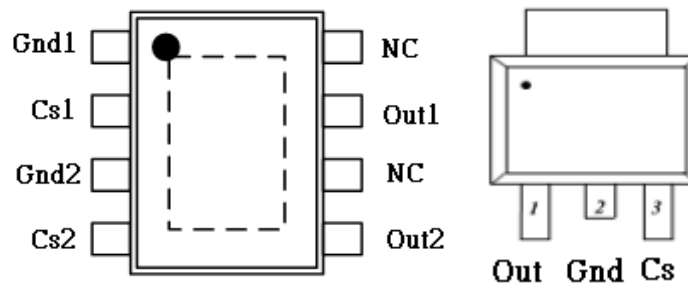 Gnd1
NC
Cs1
Out1
Gnd2
NC
Cs2
Out2
1 2 3
Out Gnd Cs